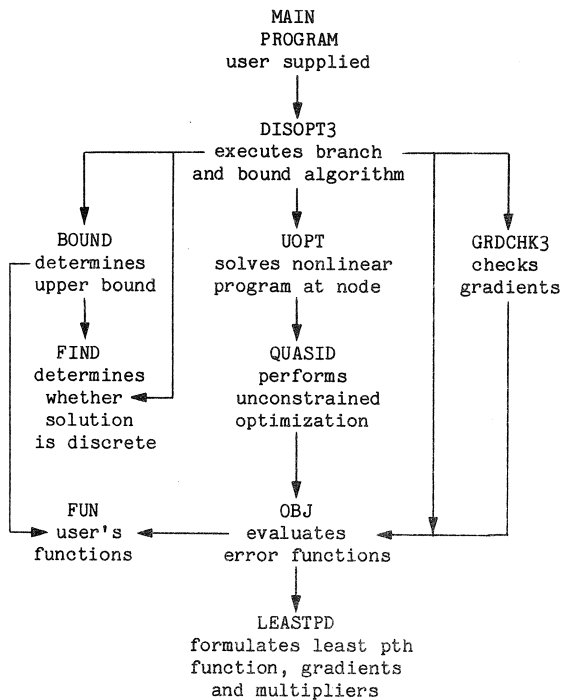 MAIN
PROGRAM
user supplied
DISOPT3
executes branch
and bound algorithm
BOUND
determines
upper bound
UOPT
solves nonlinear
program at node
GRDCHK3
checks
gradients
FIND
determines
whether
solution
is discrete
QUASID
performs
unconstrained
optimization
FUN
user's
functions
OBJ
evaluates
error functions
LEASTPD
formulates least pth
function, gradients
and multipliers